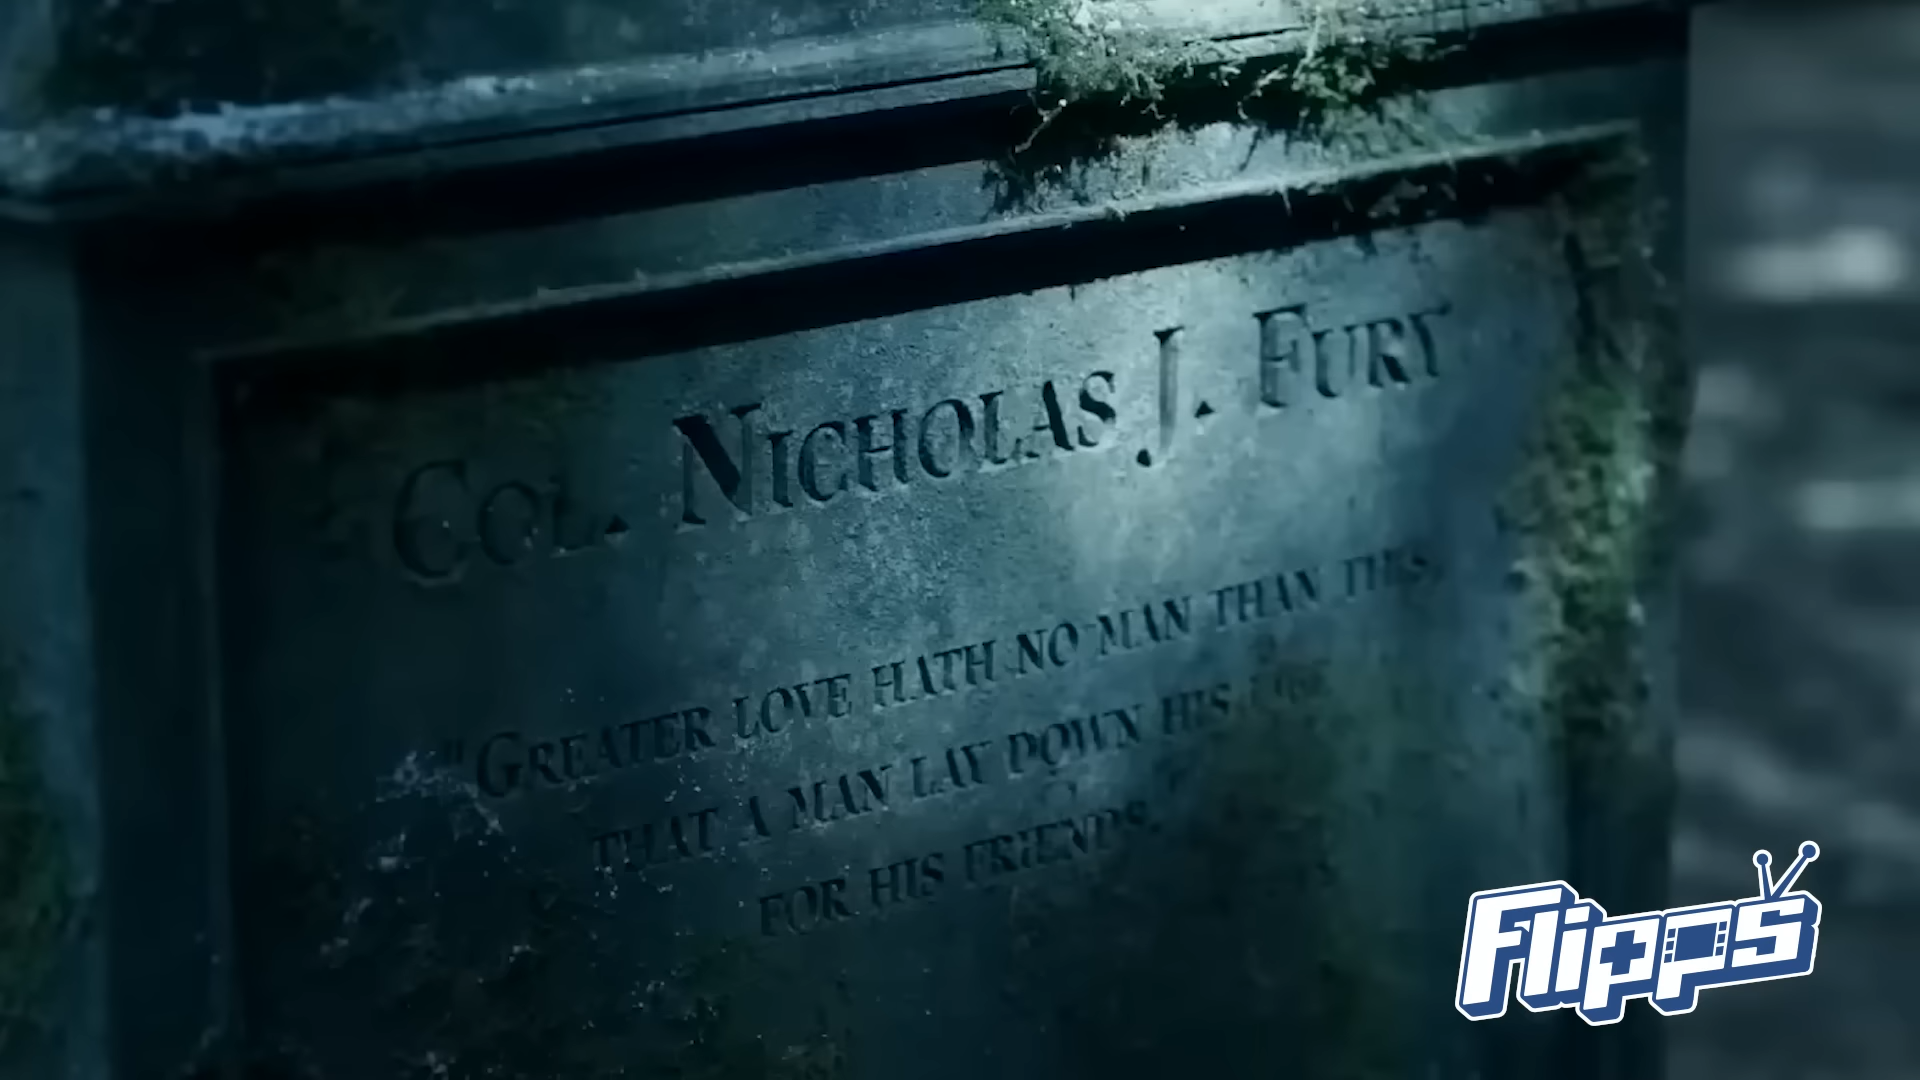 COL. NICHOLAS J. FURY
"GREATER LOVE HATH NO MAN THAN THIS,
THAT A MAN LAY DOWN HIS LIFE
FOR HIS FRIENDS.
Flipps